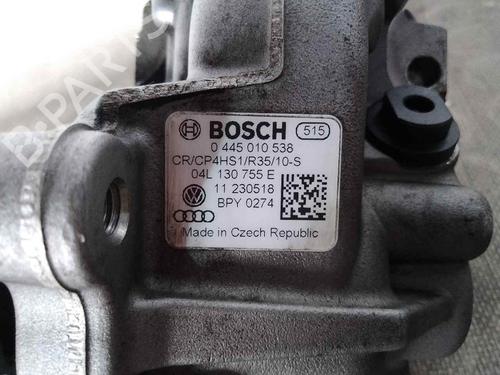 BOSCH 515
0 445 010 538
CR/CP4HS1/R35/10-S
04L 130 755 E
11 230518
BPY 0274
Made in Czech Republic
B-PARTS